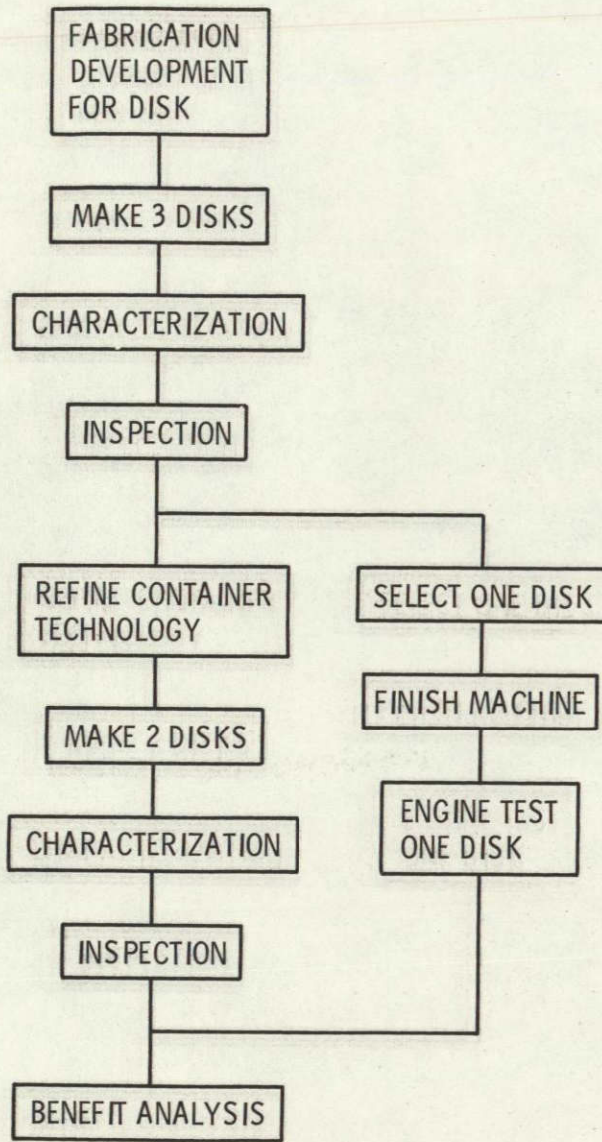 FABRICATION
DEVELOPMENT
FOR DISK
MAKE 3 DISKS
CHARACTERIZATION
INSPECTION
REFINE CONTAINER
TECHNOLOGY
MAKE 2 DISKS
CHARACTERIZATION
INSPECTION
SELECT ONE DISK
FINISH MACHINE
ENGINE TEST
ONE DISK
BENEFIT ANALYSIS